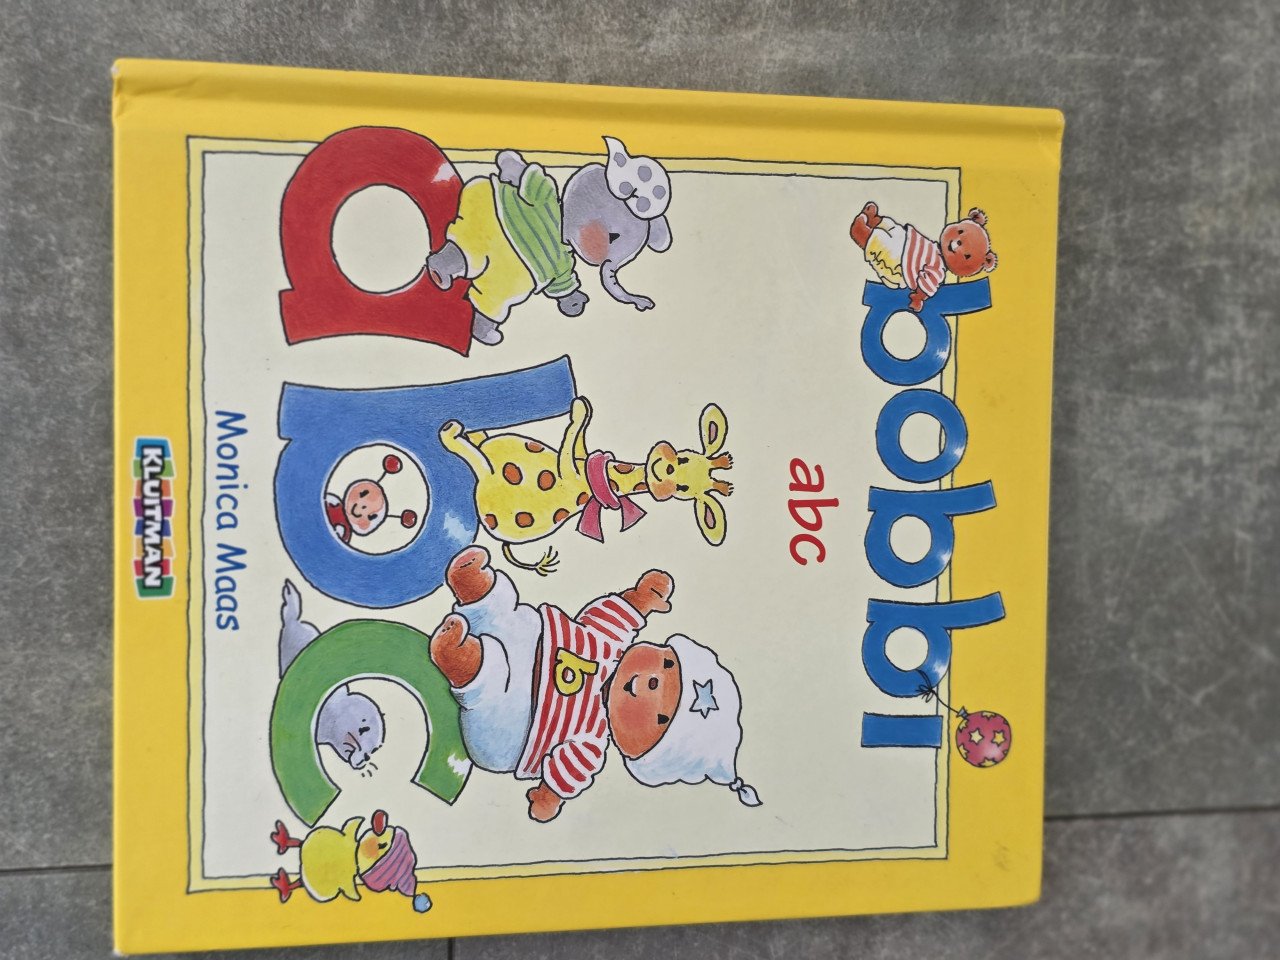 bobbi
abc
abc
Monica Maas
KLUITMAN